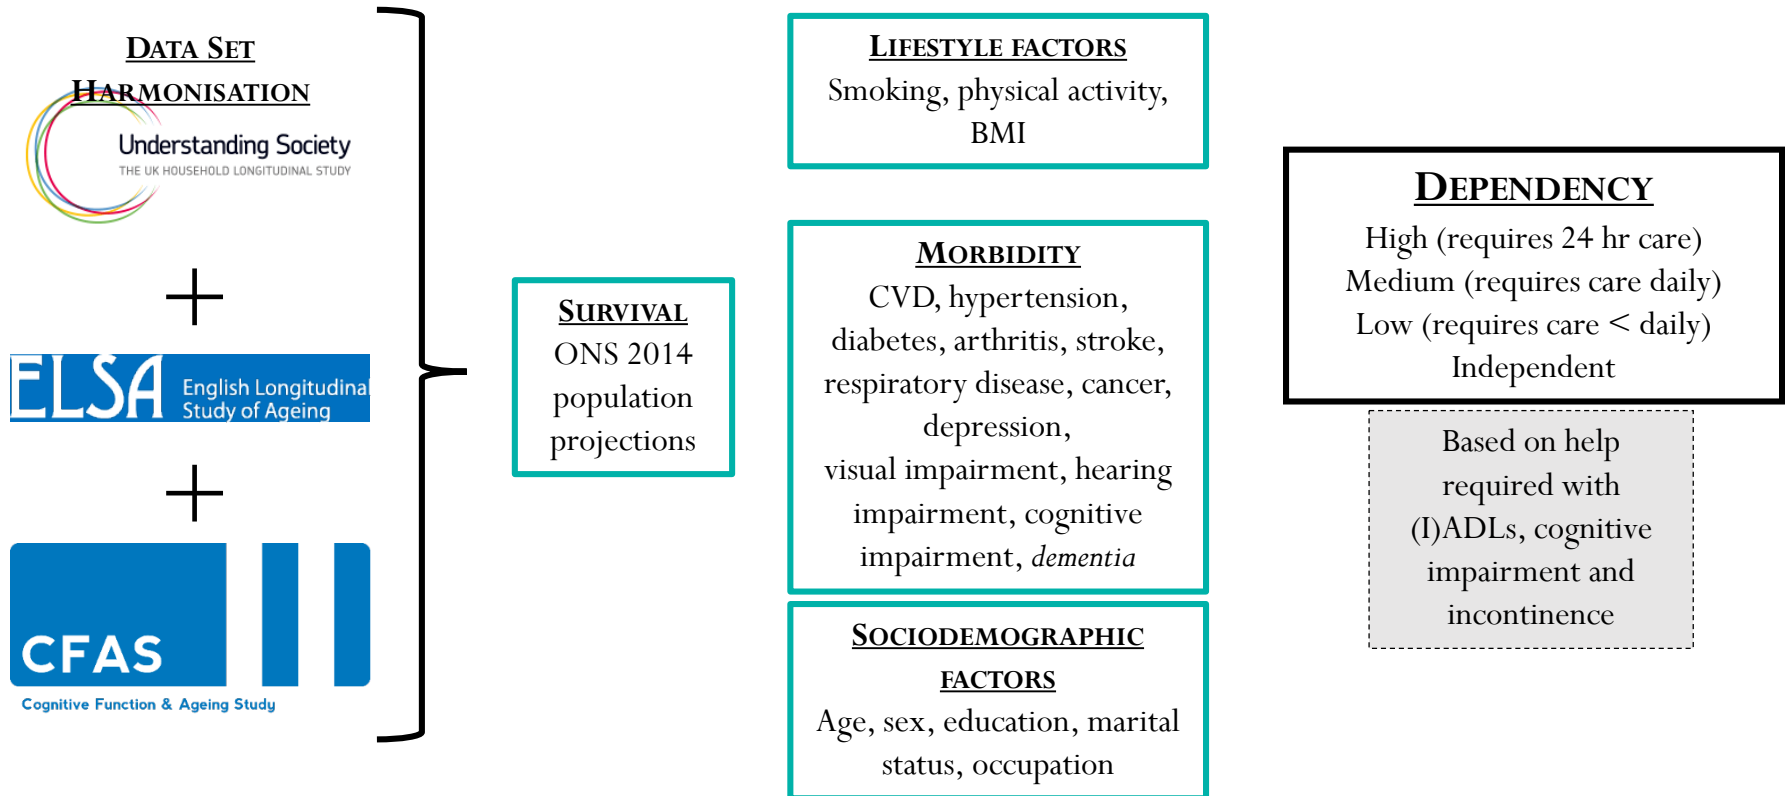 DATA SET
HARMONISATION
Understanding Society
THE UK HOUSEHOLD LONGITUDINAL STUDY
+
ELSA
English Longitudinal
Study of Ageing
+
CFAS
Cognitive Function & Ageing Study
SURVIVAL
ONS 2014
population
projections
LIFESTYLE FACTORS
Smoking, physical activity,
BMI
MORBIDITY
CVD, hypertension,
diabetes, arthritis, stroke,
respiratory disease, cancer,
depression,
visual impairment, hearing
impairment, cognitive
impairment, dementia
SOCIODEMOGRAPHIC
FACTORS
Age, sex, education, marital
status, occupation
DEPENDENCY
High (requires 24 hr care)
Medium (requires care daily)
Low (requires care < daily)
Independent
Based on help
required with
(I)ADLs, cognitive
impairment and
incontinence